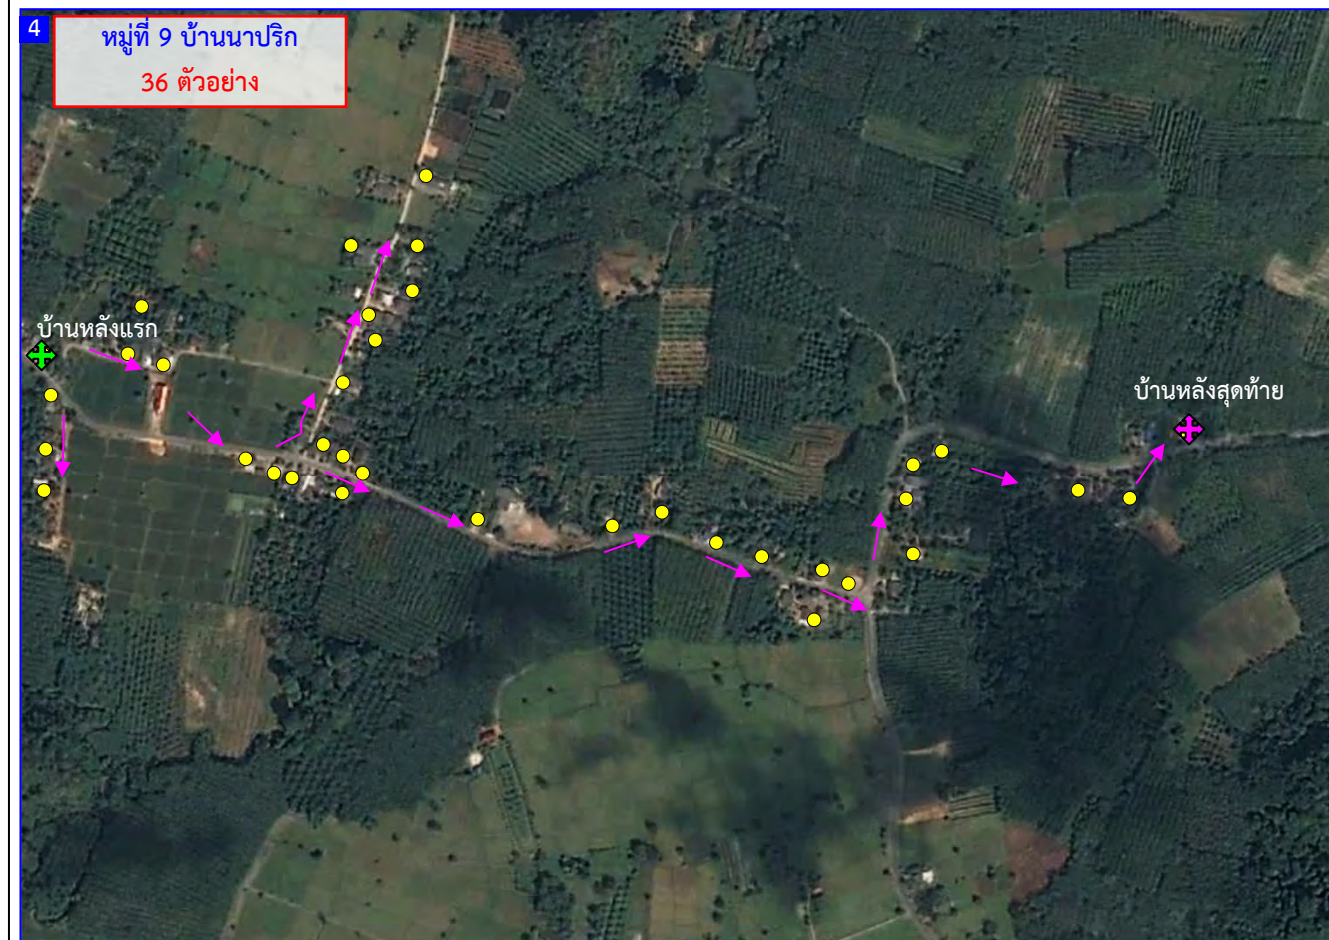 4
หมู่ที่ 9 บ้านนาปริก
36 ตัวอย่าง
บ้านหลังแรก
บ้านหลังสุดท้าย